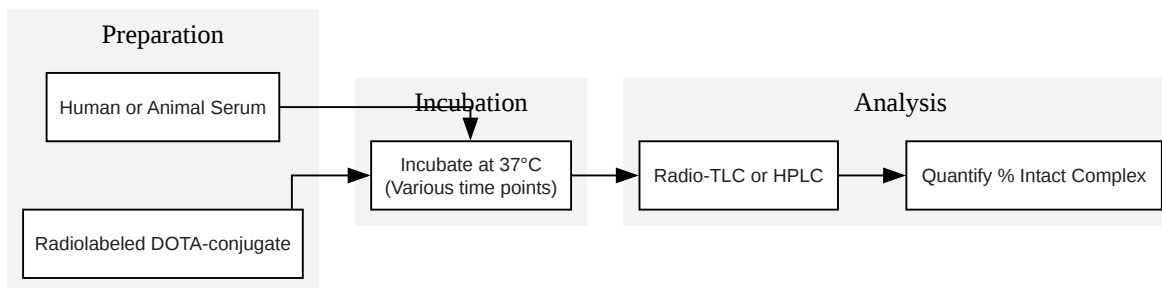 Preparation
Human or Animal Serum
Radiolabeled DOTA-conjugate
Incubation
Incubate at 37°C
(Various time points)
Analysis
Radio-TLC or HPLC
Quantify % Intact Complex